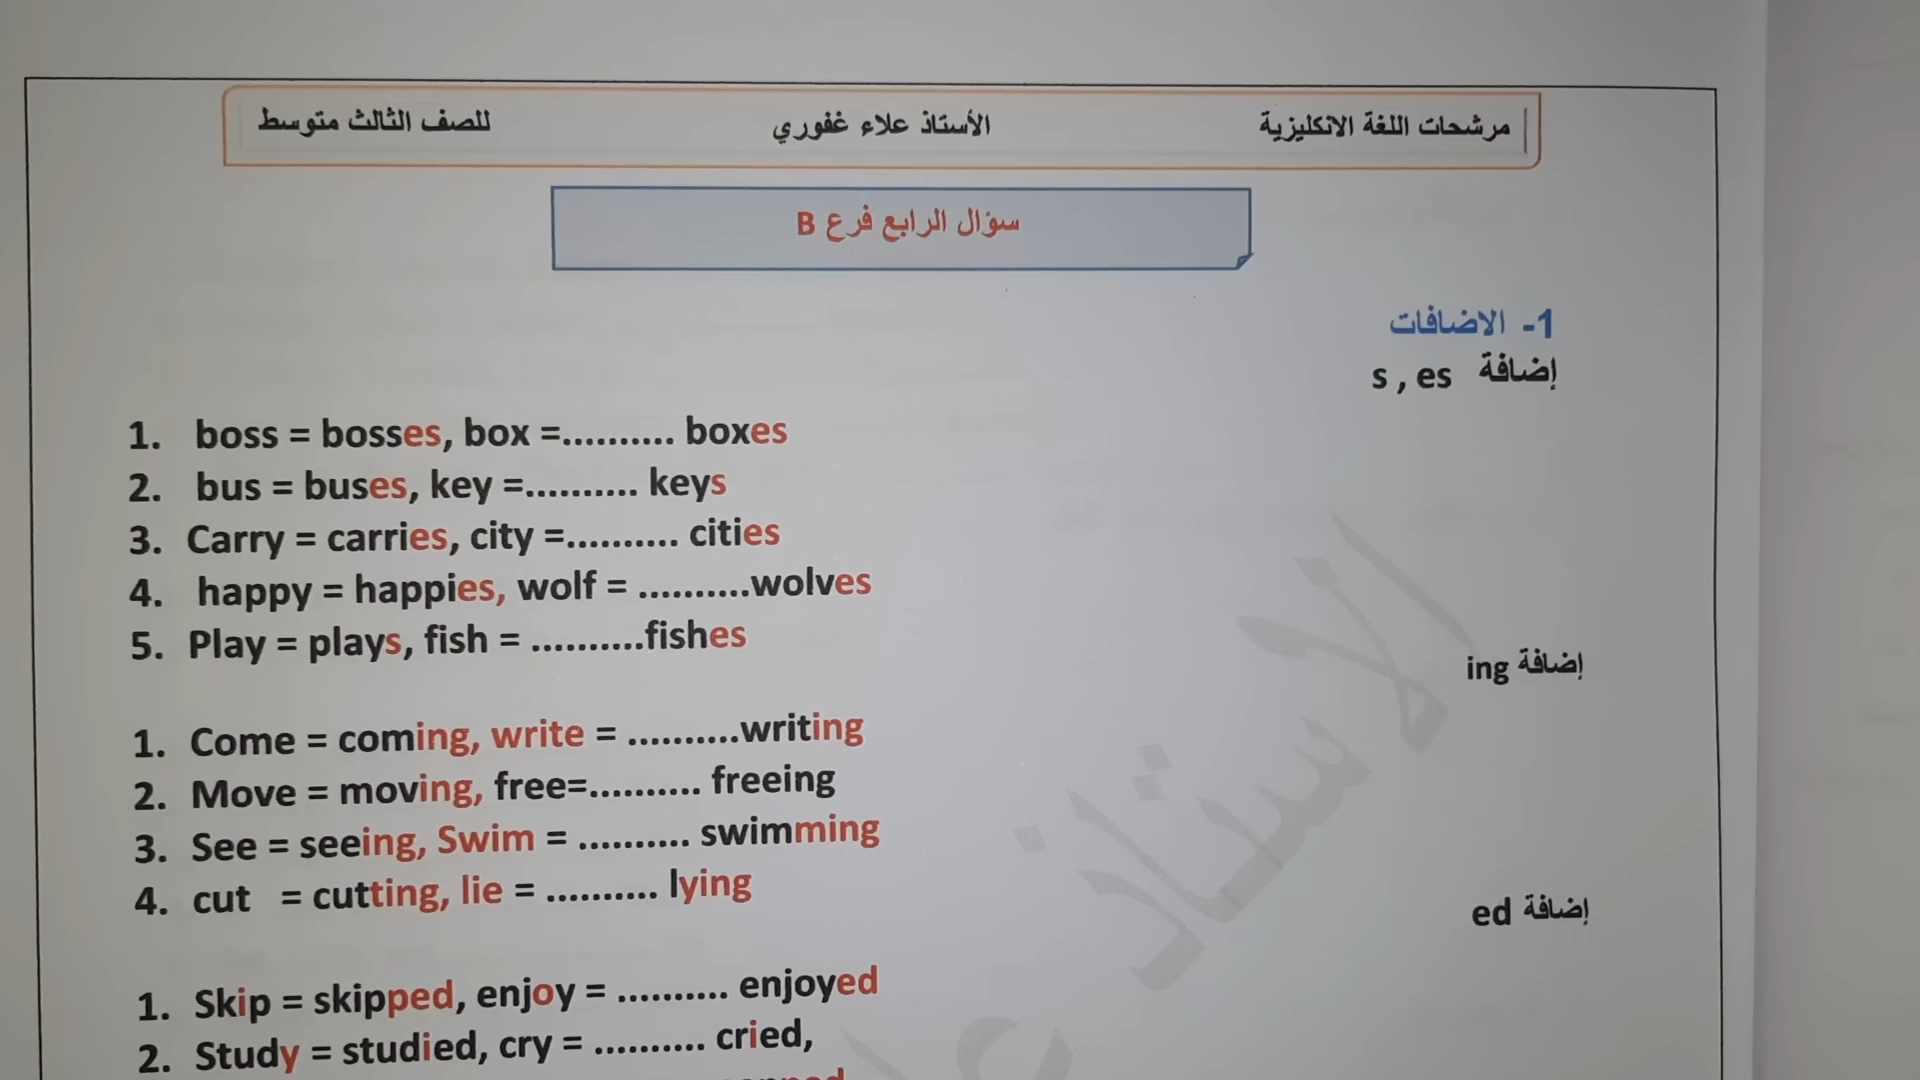 مرشحات اللغة الانكليزية الأستاذ علاء غفوري للصف الثالث متوسط
سؤال الرابع فرع B
1- الاضافات
إضافة s , es
1. boss = bosses, box =.......... boxes
2. bus = buses, key =.......... keys
3. Carry = carries, city =.......... cities
4. happy = happies, wolf = ..........wolves
5. Play = plays, fish = ..........fishes
إضافة ing
1. Come = coming, write = ..........writing
2. Move = moving, free=.......... freeing
3. See = seeing, Swim = .......... swimming
4. cut = cutting, lie = .......... lying
إضافة ed
1. Skip = skipped, enjoy = .......... enjoyed
2. Study = studied, cry = .......... cried,
الاستاذ